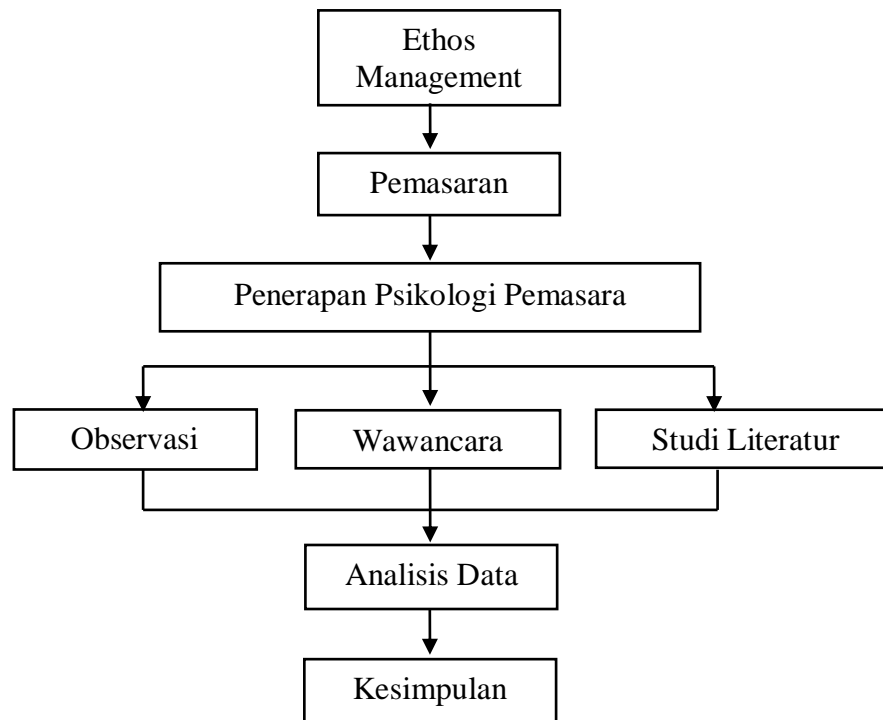 Ethos
Management
Pemasaran
Penerapan Psikologi Pemasara
Observasi
Wawancara
Studi Literatur
Analisis Data
Kesimpulan